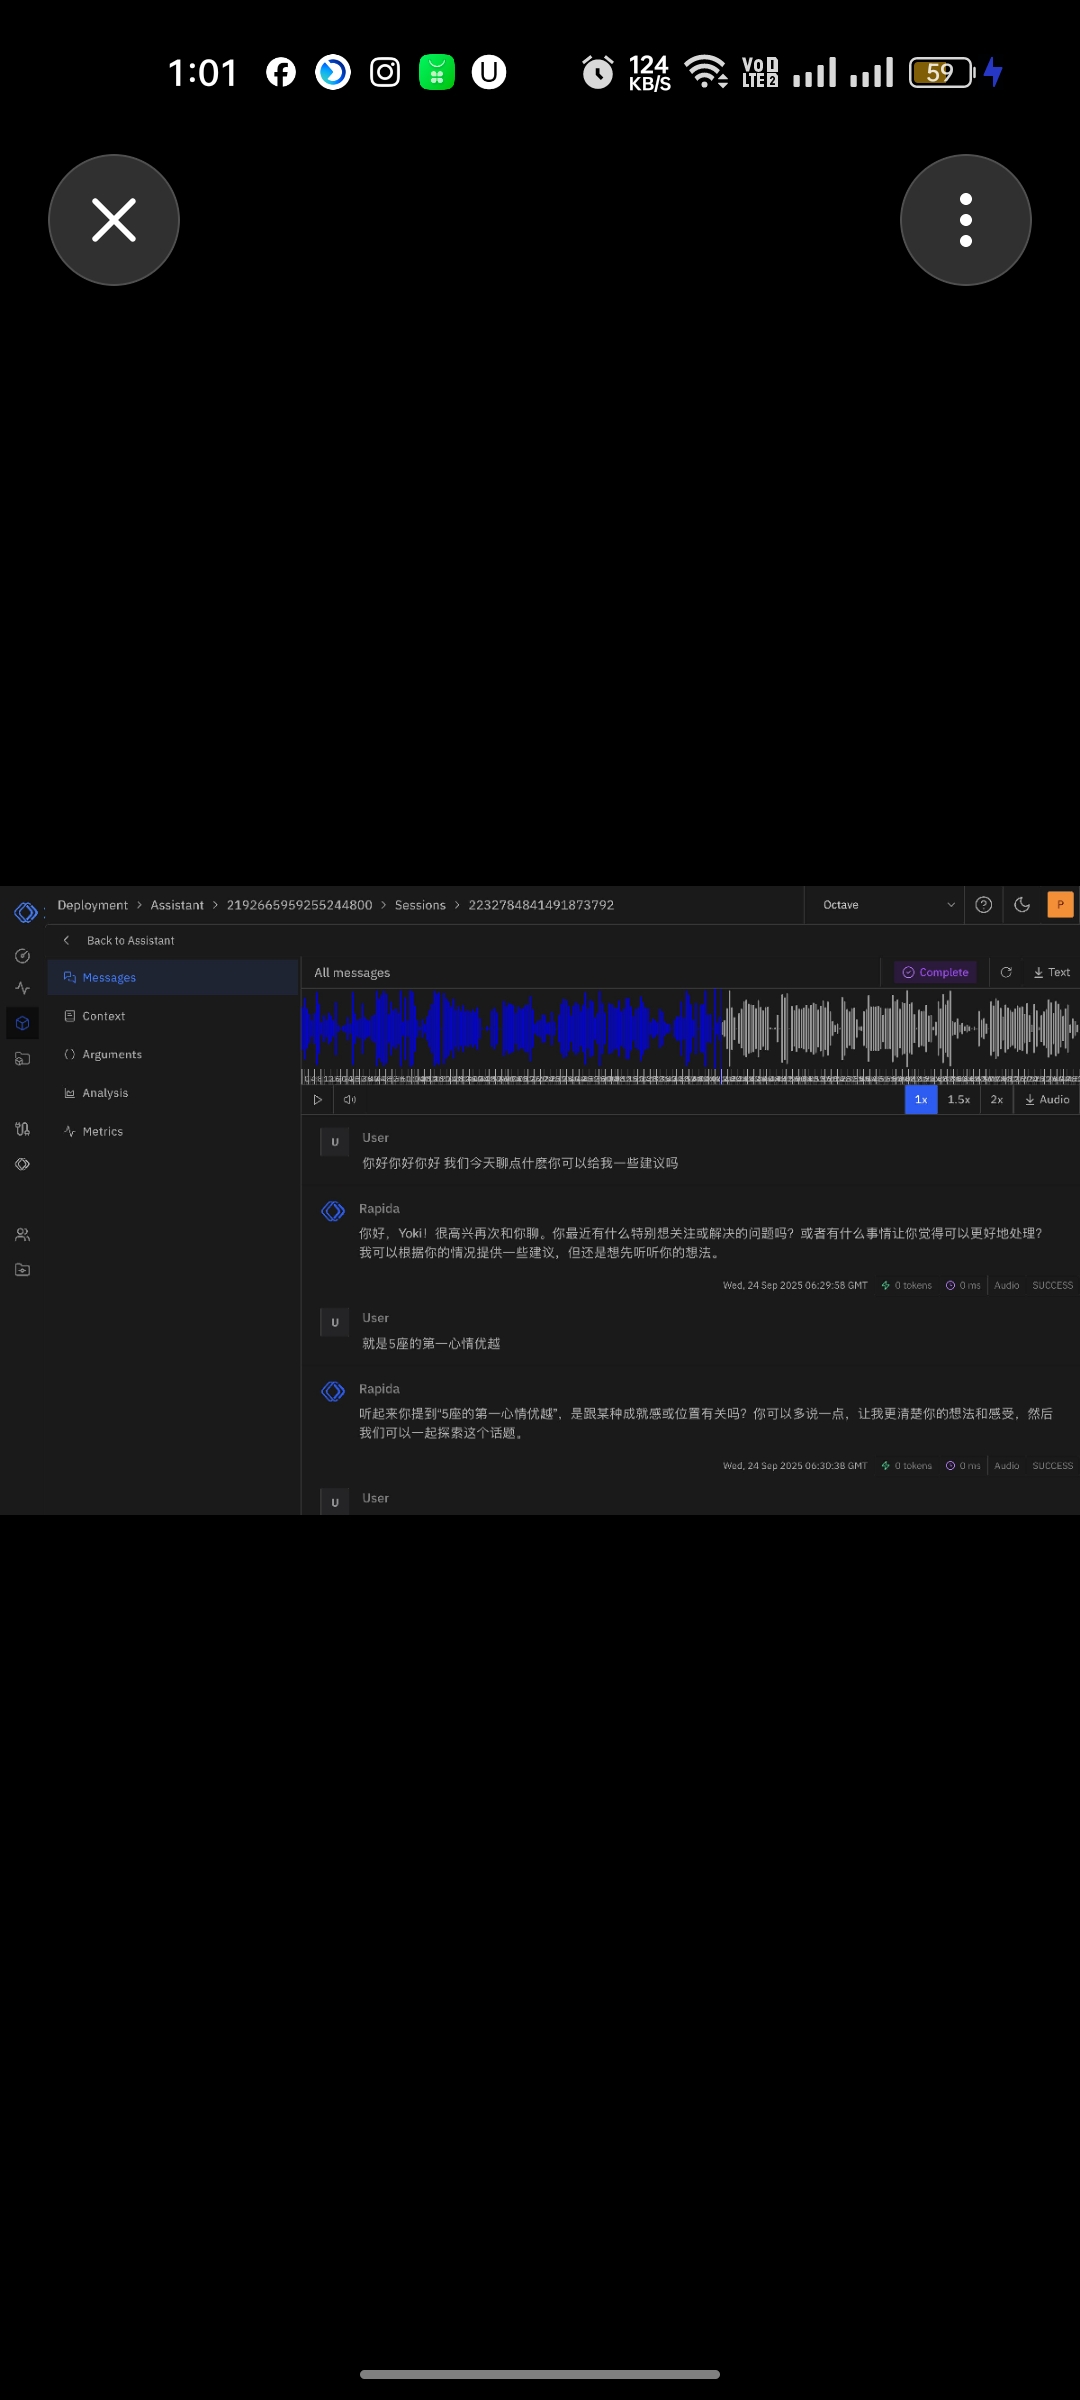 1:01
124
KB/S
Vo
LTE 2
59
Deployment > Assistant > 2192665959255244800 > Sessions > 2232784841491873792
Octave
P
Back to Assistant
Messages
All messages
Complete
Text
Context
Arguments
Analysis
1x
1.5x
2x
Audio
Metrics
U
User
你好你好你好 我们今天聊点什麽你可以给我一些建议吗
Rapida
你好，Yoki！很高兴再次和你聊。你最近有什么特别想关注或解决的问题吗？或者有什么事情让你觉得可以更好地处理？
我可以根据你的情况提供一些建议，但还是想先听听你的想法。
Wed, 24 Sep 2025 06:29:58 GMT 0 tokens 0 ms Audio SUCCESS
U
User
就是5座的第一心情优越
Rapida
听起来你提到“5座的第一心情优越”，是跟某种成就感或位置有关吗？你可以多说一点，让我更清楚你的想法和感受，然后
我们可以一起探索这个话题。
Wed, 24 Sep 2025 06:30:38 GMT 0 tokens 0 ms Audio SUCCESS
U
User